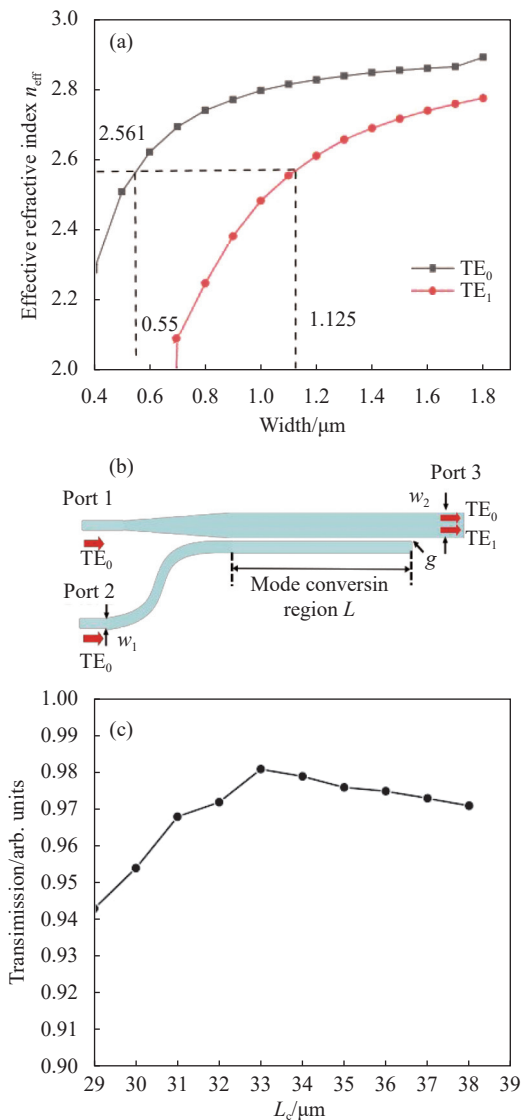 (a)
3.0
2.8
2.6
2.4
2.2
2.0
Effective refractive index n_eff
2.561
0.55
1.125
TE₀
TE₁
0.4 0.6 0.8 1.0 1.2 1.4 1.6 1.8
Width/μm
(b)
Port 1
TE₀
Port 2
TE₀
w₁
Mode conversin
region L
g
Port 3
w₂
TE₀
TE₁
(c)
1.00
0.99
0.98
0.97
0.96
0.95
0.94
0.93
0.92
0.91
0.90
Transimission/arb. units
29 30 31 32 33 34 35 36 37 38 39
L_c/μm